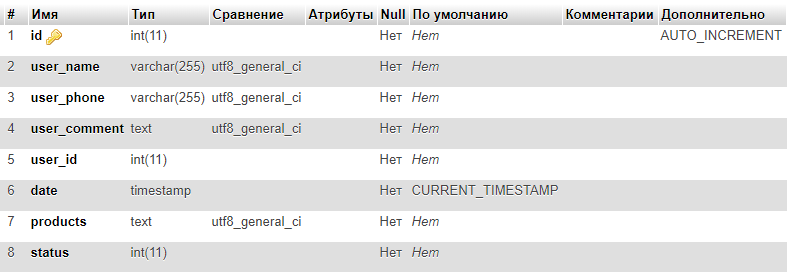 # Имя Тип Сравнение Атрибуты Null По умолчанию Комментарии Дополнительно
1 id int(11) Нет Нет AUTO_INCREMENT
2 user_name varchar(255) utf8_general_ci Нет Нет
3 user_phone varchar(255) utf8_general_ci Нет Нет
4 user_comment text utf8_general_ci Нет Нет
5 user_id int(11) Нет Нет
6 date timestamp Нет CURRENT_TIMESTAMP
7 products text utf8_general_ci Нет Нет
8 status int(11) Нет Нет